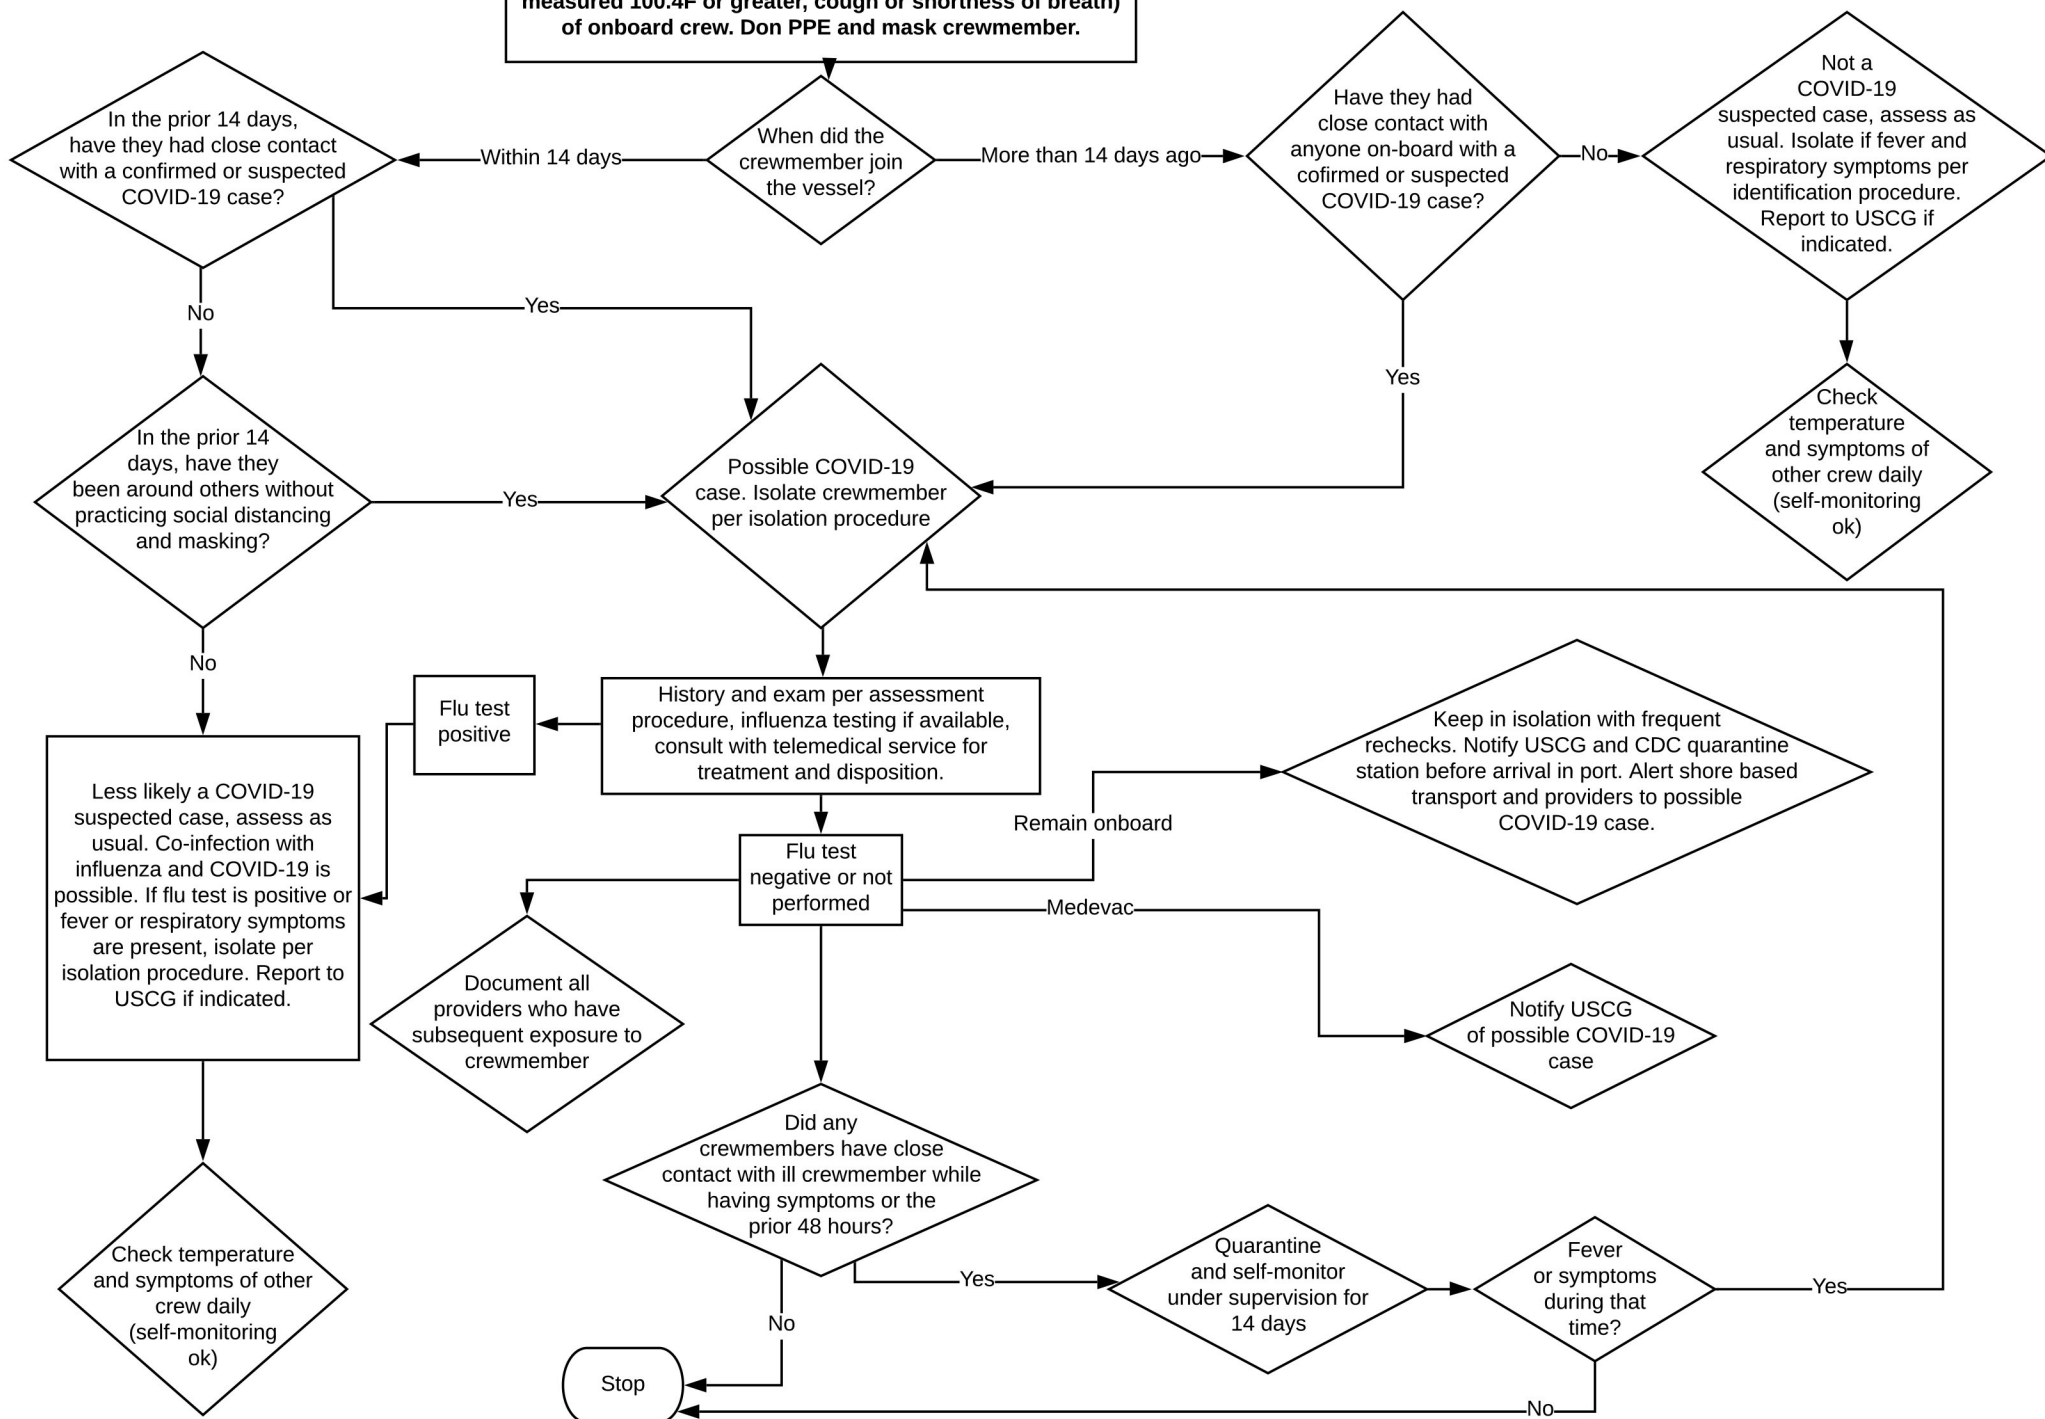 measured 100.4F or greater, cough or shortness of breath)
of onboard crew. Don PPE and mask crewmember.
In the prior 14 days,
have they had close contact
with a confirmed or suspected
COVID-19 case?
Within 14 days
When did the
crewmember join
the vessel?
More than 14 days ago
Have they had
close contact with
anyone on-board with a
cofirmed or suspected
COVID-19 case?
No
Not a
COVID-19
suspected case, assess as
usual. Isolate if fever and
respiratory symptoms per
identification procedure.
Report to USCG if
indicated.
No
Yes
Yes
Check
temperature
and symptoms of
other crew daily
(self-monitoring
ok)
In the prior 14
days, have they
been around others without
practicing social distancing
and masking?
Yes
Possible COVID-19
case. Isolate crewmember
per isolation procedure
No
Flu test
positive
History and exam per assessment
procedure, influenza testing if available,
consult with telemedical service for
treatment and disposition.
Keep in isolation with frequent
rechecks. Notify USCG and CDC quarantine
station before arrival in port. Alert shore based
transport and providers to possible
COVID-19 case.
Less likely a COVID-19
suspected case, assess as
usual. Co-infection with
influenza and COVID-19 is
possible. If flu test is positive or
fever or respiratory symptoms
are present, isolate per
isolation procedure. Report to
USCG if indicated.
Remain onboard
Flu test
negative or not
performed
Medevac
Document all
providers who have
subsequent exposure to
crewmember
Notify USCG
of possible COVID-19
case
Did any
crewmembers have close
contact with ill crewmember while
having symptoms or the
prior 48 hours?
Check temperature
and symptoms of other
crew daily
(self-monitoring
ok)
Yes
Quarantine
and self-monitor
under supervision for
14 days
Fever
or symptoms
during that
time?
Yes
No
Stop
No